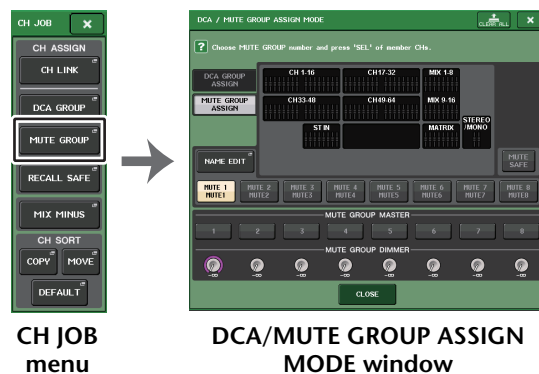 CH JOB
CH ASSIGN
CH LINK
DCA GROUP
MUTE GROUP
RECALL SAFE
MIX MINUS
CH SORT
COPY MOVE
DEFAULT
CH JOB
menu
DCA / MUTE GROUP ASSIGN MODE
CLEAR ALL
? Choose MUTE GROUP number and press 'SEL' of member CHs.
DCA GROUP
ASSIGN
MUTE GROUP
ASSIGN
CH 1-16 CH17-32 MIX 1-8
CH33-48 CH49-64 MIX 9-16
ST IN MATRIX STEREO
/MONO
NAME EDIT
MUTE
SAFE
MUTE 1 MUTE 2 MUTE 3 MUTE 4 MUTE 5 MUTE 6 MUTE 7 MUTE 8
MUTE1 MUTE2 MUTE3 MUTE4 MUTE5 MUTE6 MUTE7 MUTE8
MUTE GROUP MASTER
1 2 3 4 5 6 7 8
MUTE GROUP DIMMER
-∞ -∞ -∞ -∞ -∞ -∞ -∞ -∞
CLOSE
DCA/MUTE GROUP ASSIGN
MODE window